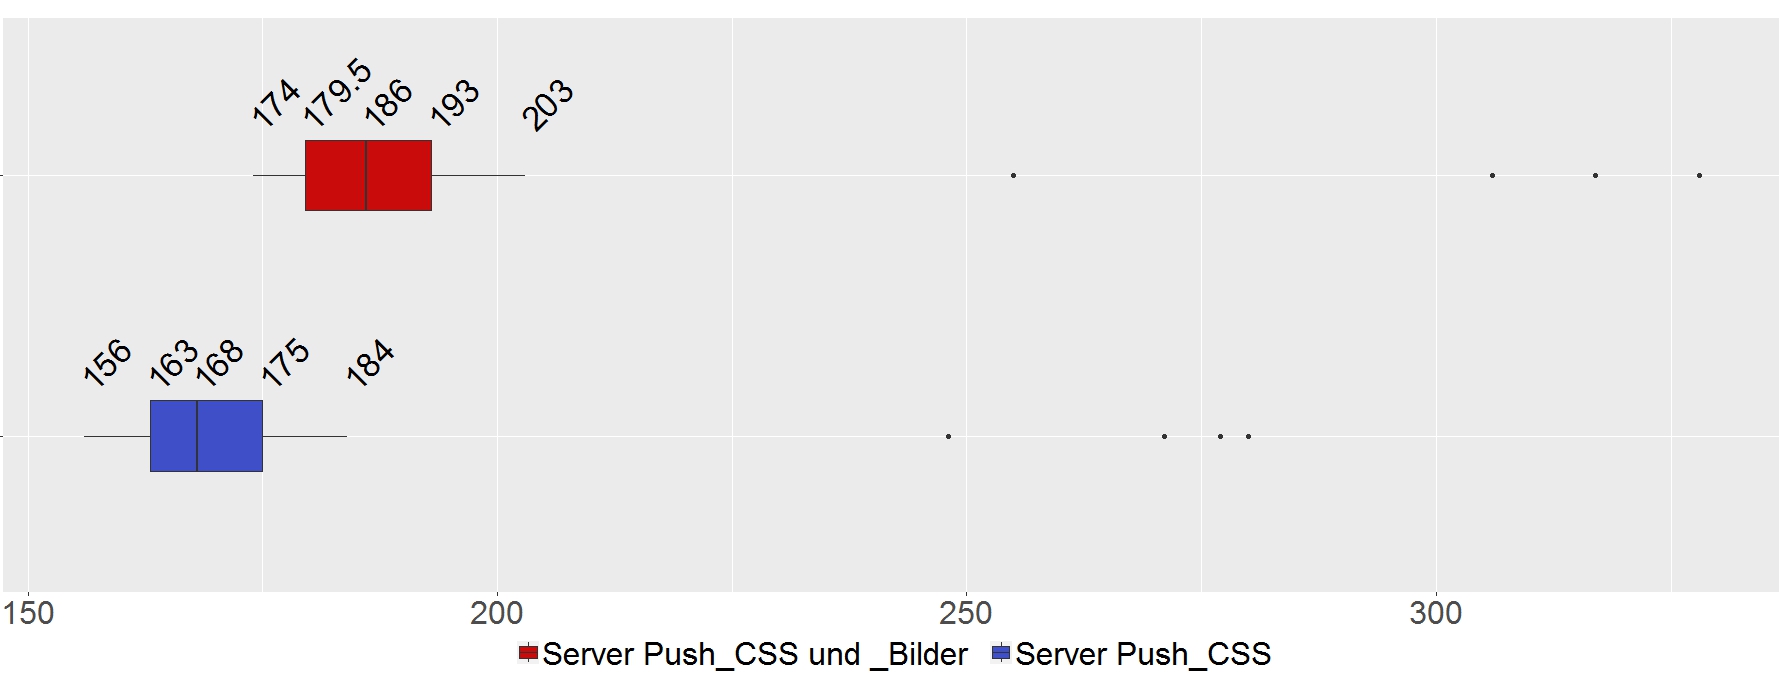 174 179.5 186 193 203
156 163 168 175 184
150 200 250 300
Server Push_CSS und _Bilder Server Push_CSS